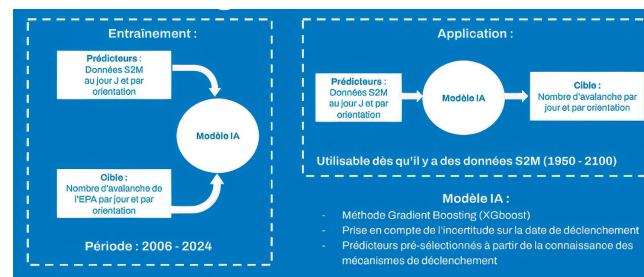 Entraînement :
Prédicteurs :
Données S2M
au jour J et par
orientation
Modèle IA
Cible :
Nombre d'avalanche de
l'EPA par jour et par
orientation
Période : 2006 - 2024
Application :
Prédicteurs :
Données S2M
au jour J et par
orientation
Modèle IA
Cible :
Nombre d'avalanche par
jour et par orientation
Utilisable dès qu'il y a des données S2M (1950 - 2100)
Modèle IA :
- Méthode Gradient Boosting (XGboost)
- Prise en compte de l'incertitude sur la date de déclenchement
- Prédicteurs pré-sélectionnés à partir de la connaissance des
mécanismes de déclenchement